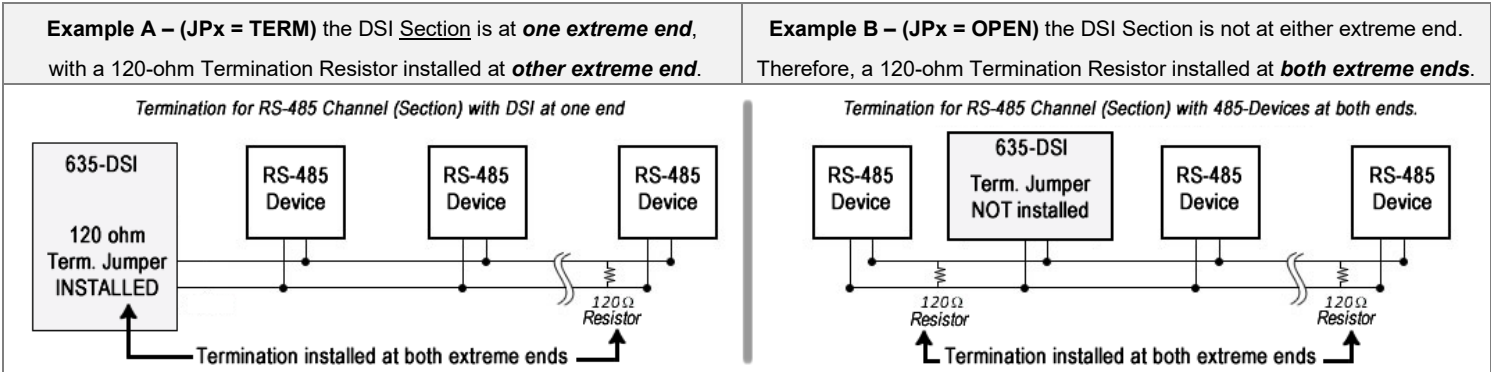 Example A – (JPx = TERM) the DSI Section is at one extreme end,
with a 120-ohm Termination Resistor installed at other extreme end.
Example B – (JPx = OPEN) the DSI Section is not at either extreme end.
Therefore, a 120-ohm Termination Resistor installed at both extreme ends.
Termination for RS-485 Channel (Section) with DSI at one end
635-DSI
120 ohm
Term. Jumper
INSTALLED
RS-485
Device
RS-485
Device
RS-485
Device
120Ω
Resistor
Termination installed at both extreme ends
Termination for RS-485 Channel (Section) with 485-Devices at both ends.
RS-485
Device
635-DSI
Term. Jumper
NOT installed
RS-485
Device
RS-485
Device
120Ω
Resistor
120Ω
Resistor
Termination installed at both extreme ends